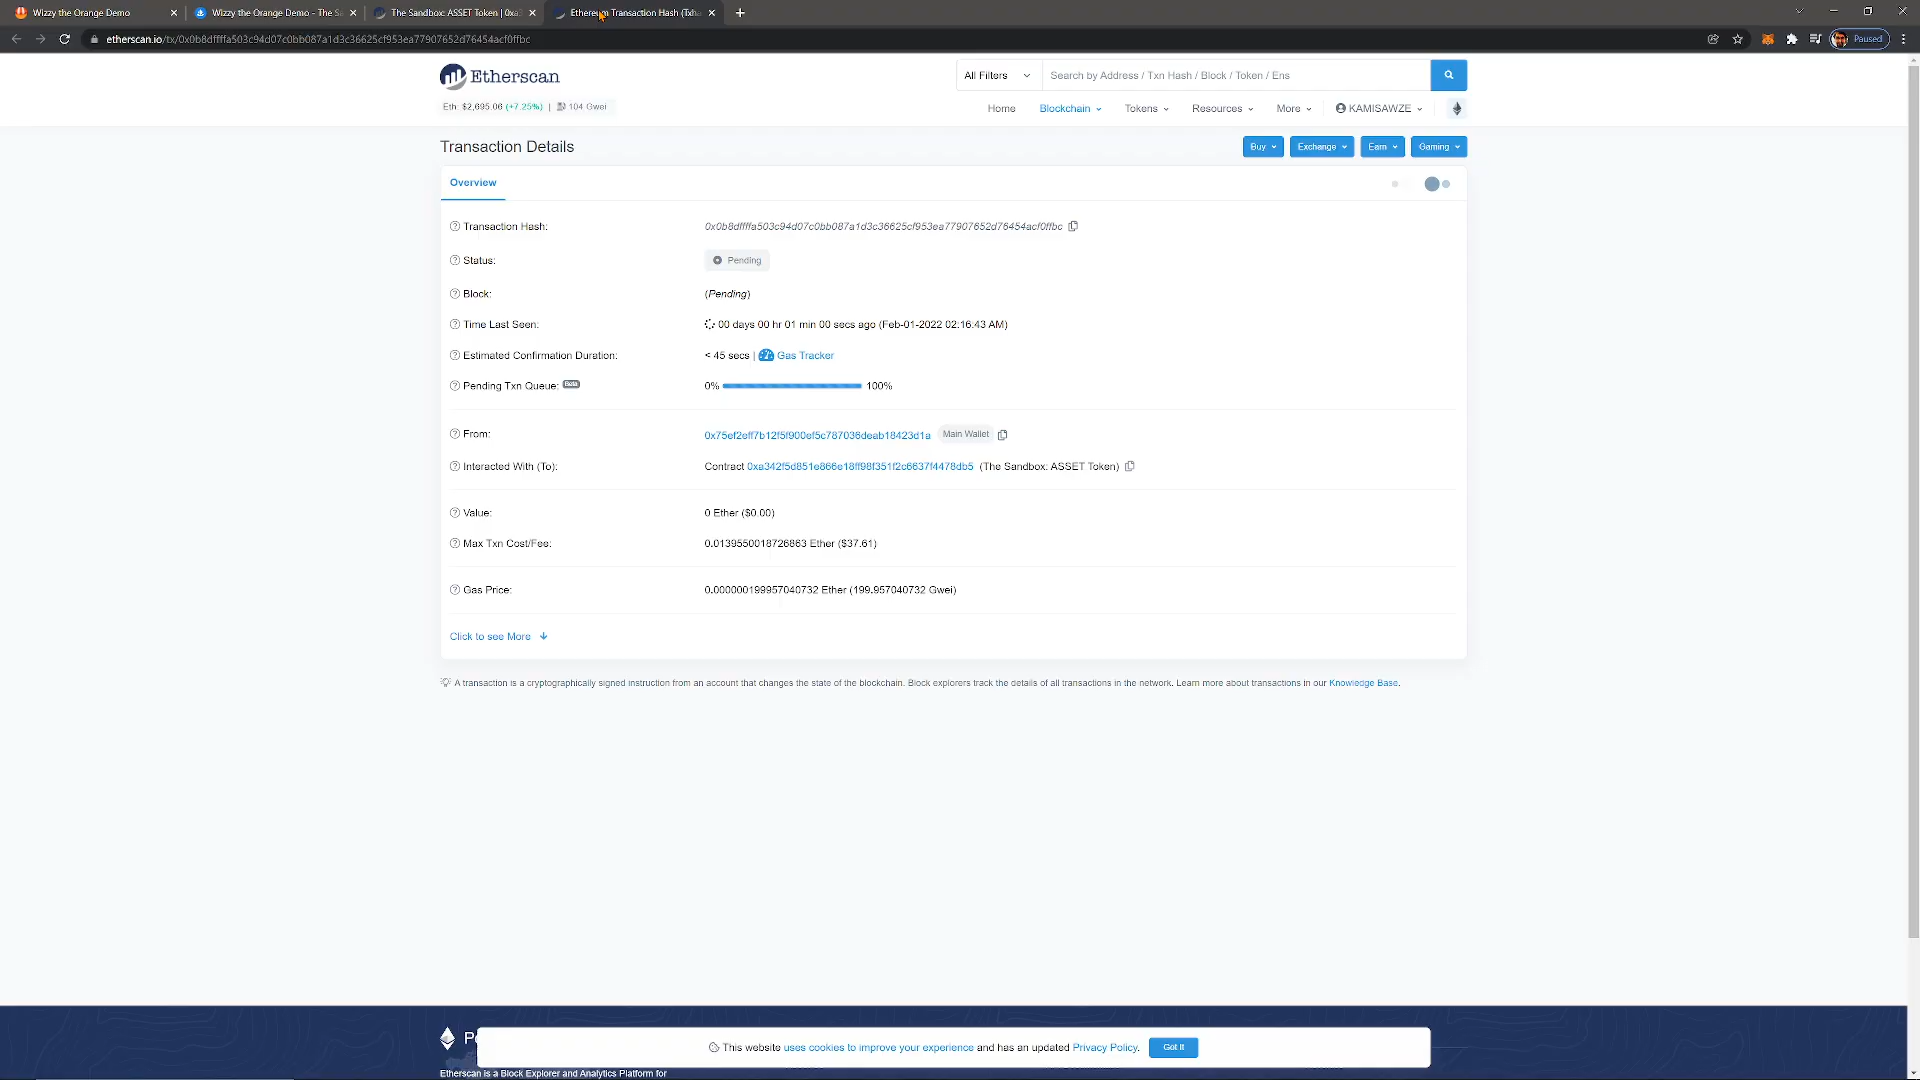 Wizzy the Orange Demo
Wizzy the Orange Demo - The Sa
The Sandbox: ASSET Token | 0xa3
Ethereum Transaction Hash (Txha
etherscan.io/tx/0x0b8dffffa503c94d07c0bb087a1d3c36625cf953ea77907652d76454acf0ffbc
Paused
Etherscan
All Filters
Search by Address / Txn Hash / Block / Token / Ens
Eth: $2,695.06 (+7.25%) | 104 Gwei
Home
Blockchain
Tokens
Resources
More
KAMISAWZE
Transaction Details
Buy
Exchange
Earn
Gaming
Overview
Transaction Hash: 0x0b8dffffa503c94d07c0bb087a1d3c36625cf953ea77907652d76454acf0ffbc
Status: Pending
Block: (Pending)
Time Last Seen: 00 days 00 hr 01 min 00 secs ago (Feb-01-2022 02:16:43 AM)
Estimated Confirmation Duration: < 45 secs | Gas Tracker
Pending Txn Queue: Beta 0% 100%
From: 0x75ef2eff7b12f5f900ef5c787036deab18423d1a Main Wallet
Interacted With (To): Contract 0xa342f5d851e866e18ff98f351f2c6637f4478db5 (The Sandbox: ASSET Token)
Value: 0 Ether ($0.00)
Max Txn Cost/Fee: 0.0139550018726863 Ether ($37.61)
Gas Price: 0.000000199957040732 Ether (199.957040732 Gwei)
Click to see More
A transaction is a cryptographically signed instruction from an account that changes the state of the blockchain. Block explorers track the details of all transactions in the network. Learn more about transactions in our Knowledge Base.
This website uses cookies to improve your experience and has an updated Privacy Policy.
Got It
Etherscan is a Block Explorer and Analytics Platform for